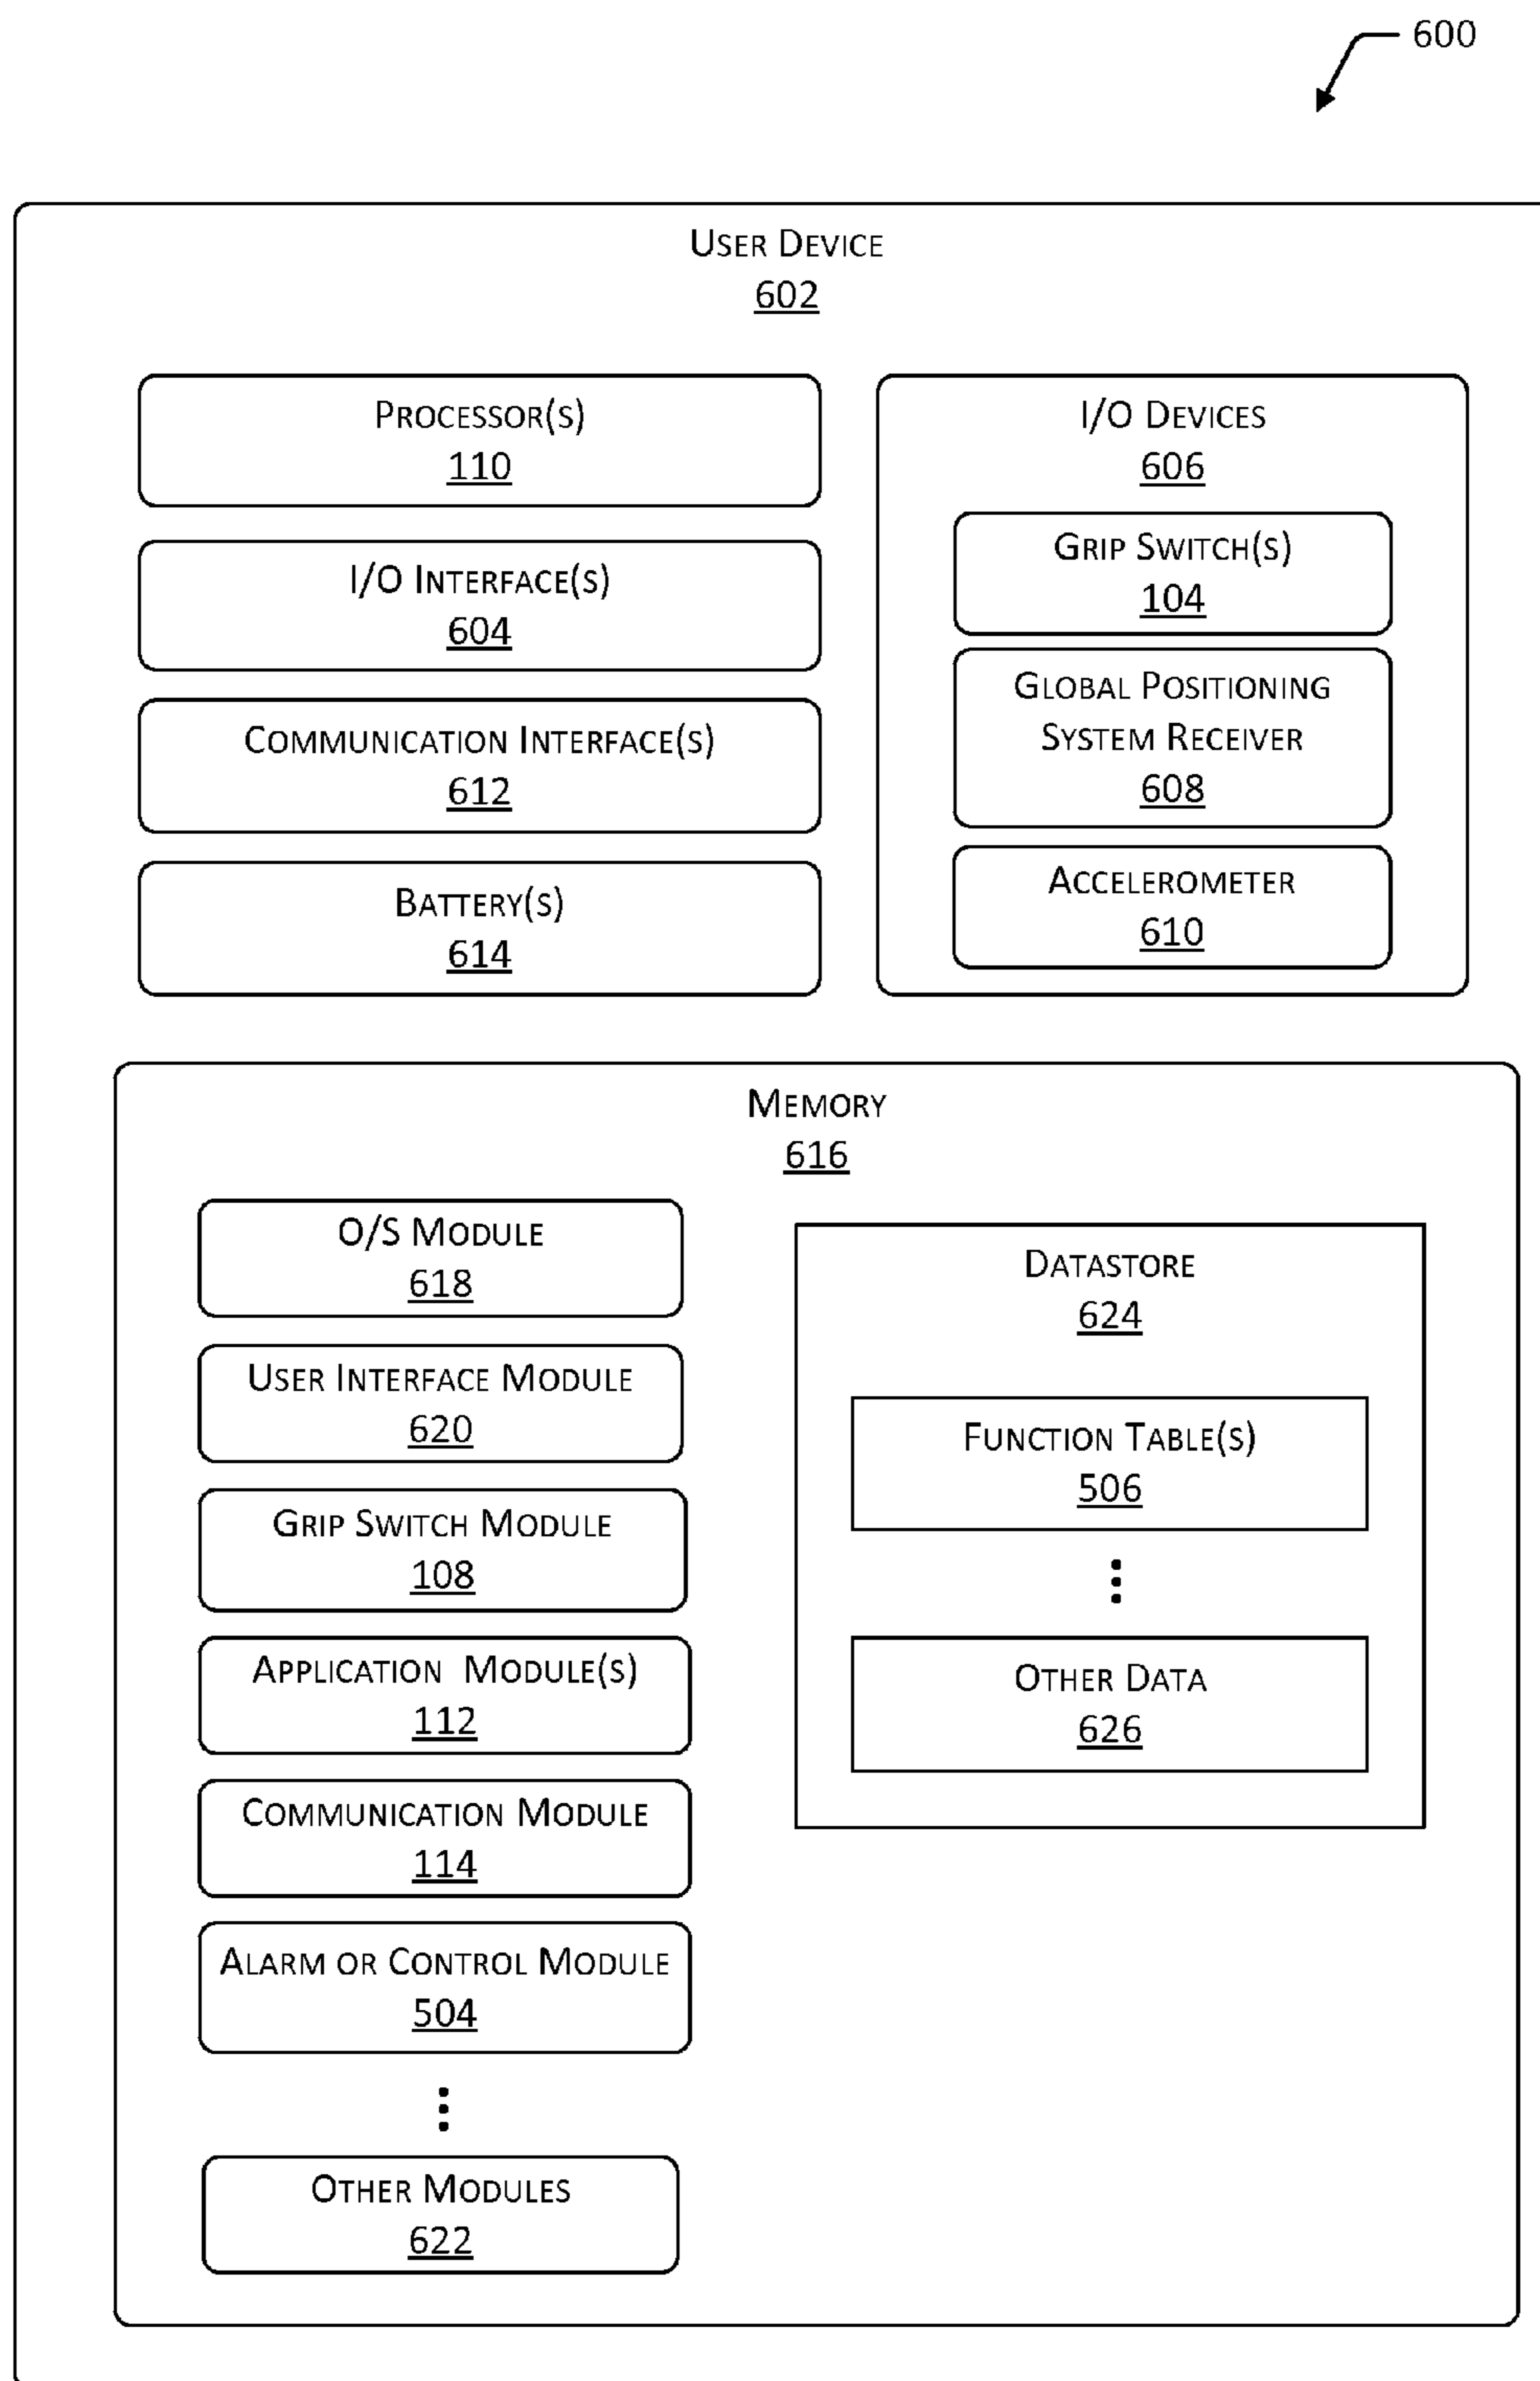 600
User Device
602
Processor(s)
110
I/O Interface(s)
604
Communication Interface(s)
612
Battery(s)
614
I/O Devices
606
Grip Switch(s)
104
Global Positioning
System Receiver
608
Accelerometer
610
Memory
616
O/S Module
618
User Interface Module
620
Grip Switch Module
108
Application Module(s)
112
Communication Module
114
Alarm or Control Module
504
Other Modules
622
Datastore
624
Function Table(s)
506
Other Data
626